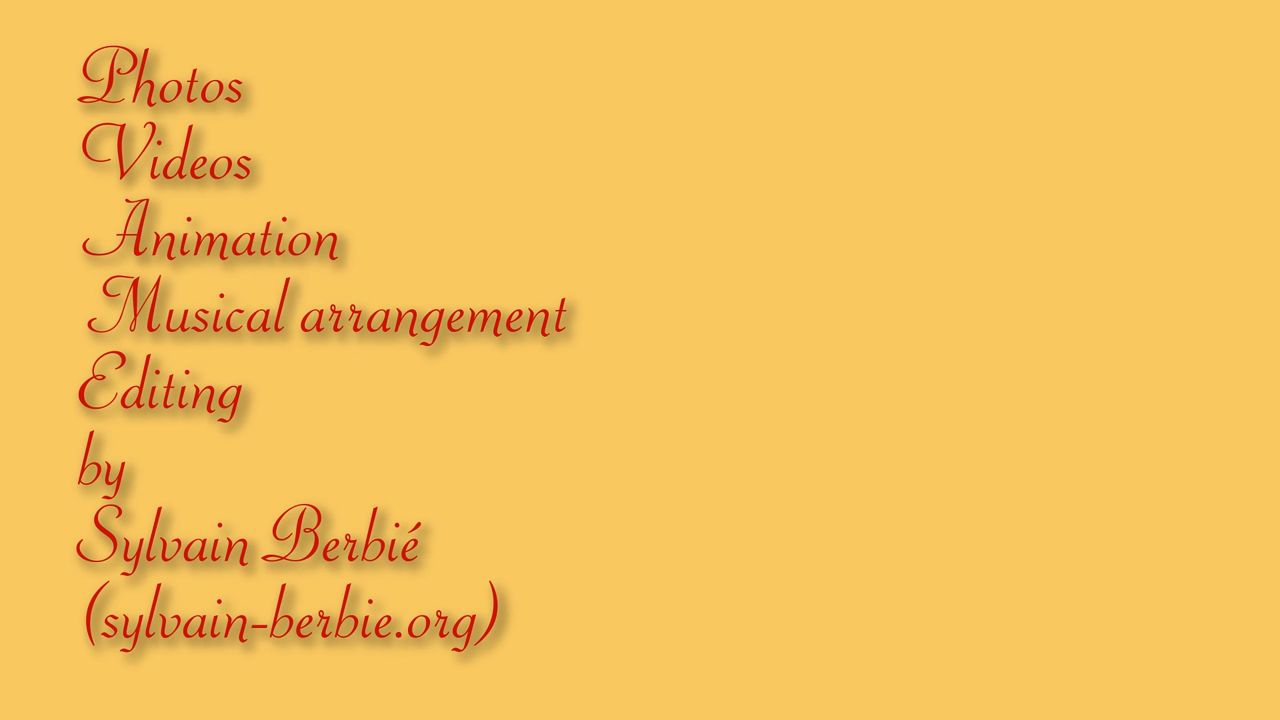 Photos
Videos
Animation
Musical arrangement
Editing
by
Sylvain Berbié
(sylvain-berbie.org)